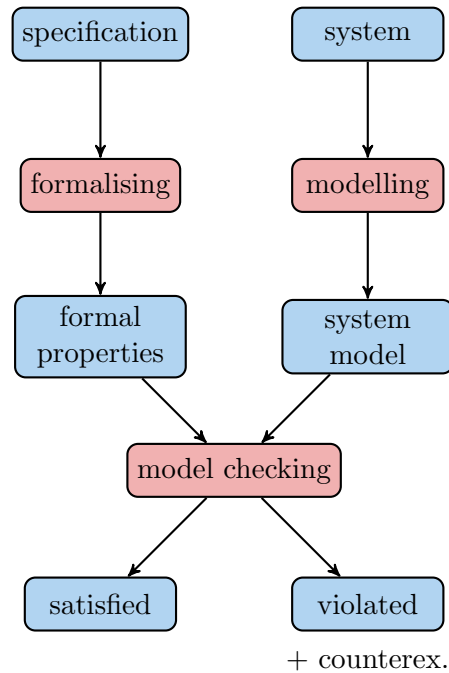 specification
system
formalising
modelling
formal
properties
system
model
model checking
satisfied
violated
+ counterex.